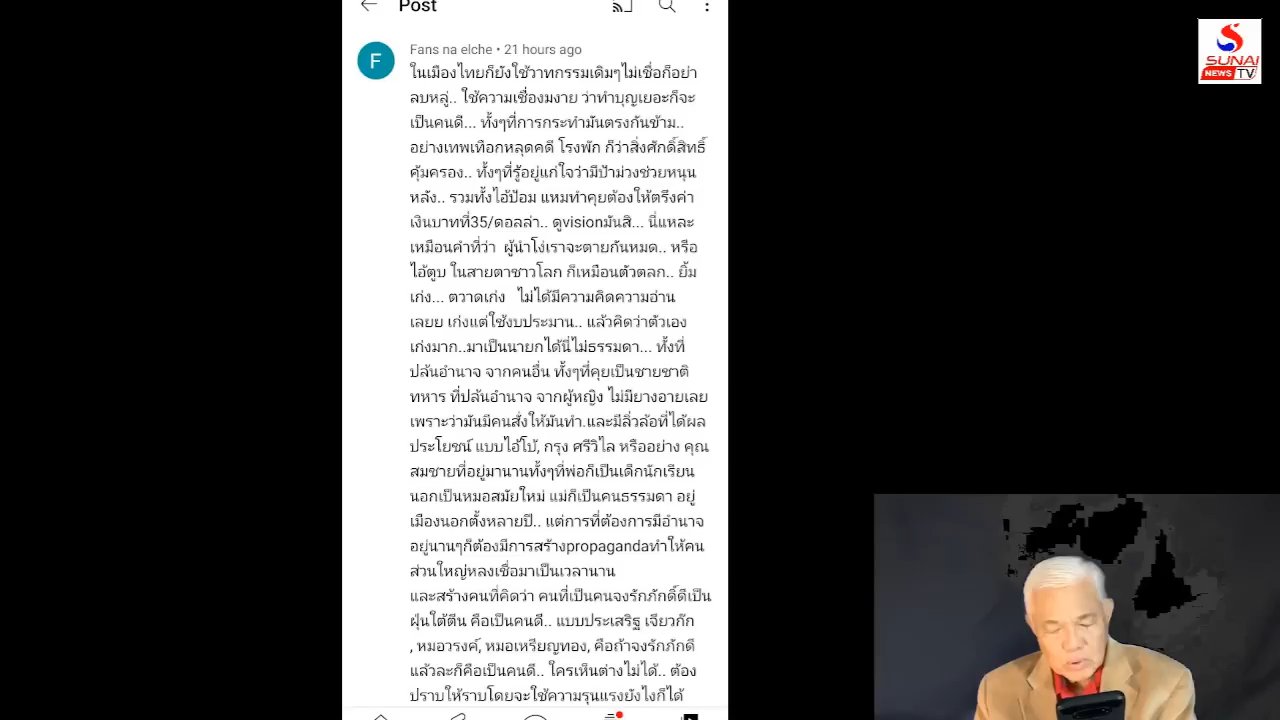 Post
Fans na elche • 21 hours ago
ในเมืองไทยก็ยังใช้วาทกรรมเดิมๆไม่เชื่อก็อย่า
ลบหลู่.. ใช้ความเชื่องมงาย ว่าทำบุญเยอะก็จะ
เป็นคนดี... ทั้งๆที่การกระทำมันตรงกันข้าม..
อย่างเทพเทือกหลุดคดี โรงพัก ก็ว่าสิ่งศักดิ์สิทธิ์
คุ้มครอง.. ทั้งๆที่รู้อยู่แก่ใจว่ามีป้าม่วงช่วยหนุน
หลัง.. รวมทั้งไอ้ป้อม แหมทำคุยต้องให้ตรึงค่า
เงินบาทที่35/ดอลล่า.. ดูvisionมันสิ... นี่แหละ
เหมือนคำที่ว่า ผู้นำโง่เราจะตายกันหมด.. หรือ
ไอ้ตูบ ในสายตาชาวโลก ก็เหมือนตัวตลก.. ยิ้ม
เก่ง... ตวาดเก่ง ไม่ได้มีความคิดความอ่าน
เลยย เก่งแต่ใช้งบประมาน.. แล้วคิดว่าตัวเอง
เก่งมาก..มาเป็นนายกได้นี่ไม่ธรรมดา... ทั้งที่
ปล้นอำนาจ จากคนอื่น ทั้งๆที่คุยเป็นชายชาติ
ทหาร ที่ปล้นอำนาจ จากผู้หญิง ไม่มียางอายเลย
เพราะว่ามันมีคนสั่งให้มันทำ.และมีลิ่วล้อที่ได้ผล
ประโยชน์ แบบไอ้โบ้, กรุง ศรีวิไล หรืออย่าง คุณ
สมชายที่อยู่มานานทั้งๆที่พ่อก็เป็นเด็กนักเรียน
นอกเป็นหมอสมัยใหม่ แม่ก็เป็นคนธรรมดา อยู่
เมืองนอกตั้งหลายปี.. แต่การที่ต้องการมีอำนาจ
อยู่นานๆก็ต้องมีการสร้างpropagandaทำให้คน
ส่วนใหญ่หลงเชื่อมาเป็นเวลานาน
และสร้างคนที่คิดว่า คนที่เป็นคนจงรักภักดิ์ดีเป็น
ฝุ่นใต้ตีน คือเป็นคนดี.. แบบประเสริฐ เจียวก๊ก
, หมอวรงค์, หมอเหรียญทอง, คือถ้าจงรักภักดี
แล้วละก็คือเป็นคนดี.. ใครเห็นต่างไม่ได้.. ต้อง
ปราบให้ราบโดยจะใช้ความรุนแรงยังไงก็ได้
F
SUNAI
NEWS TV